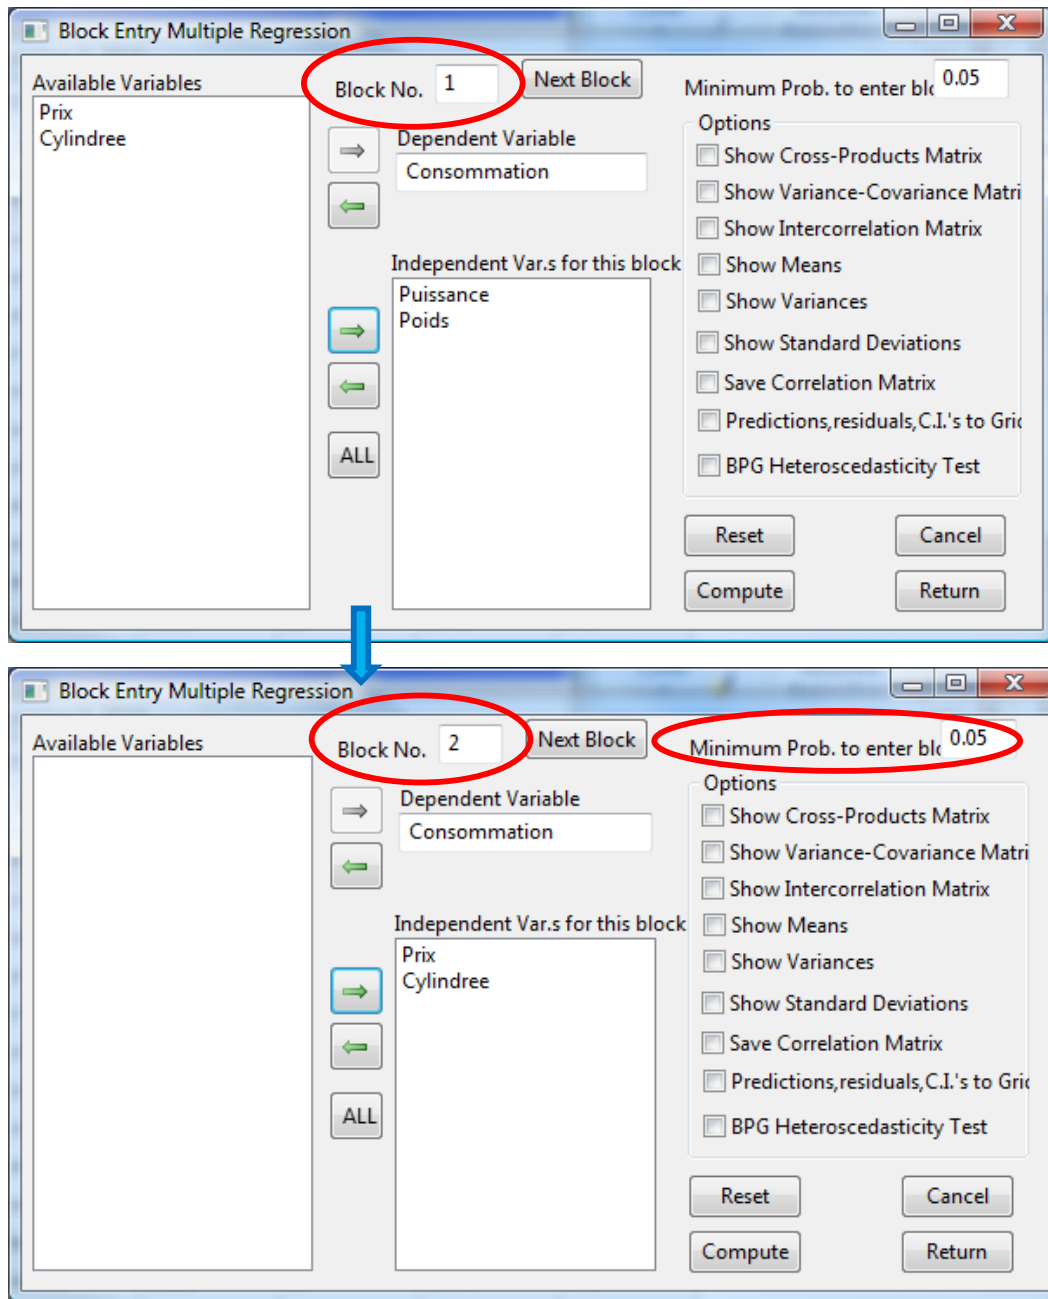 Block Entry Multiple Regression
Available Variables
Prix
Cylindree
Block No. 1
Next Block
Dependent Variable
Consommation
Independent Var.s for this block
Puissance
Poids
ALL
Minimum Prob. to enter blo 0.05
Options
Show Cross-Products Matrix
Show Variance-Covariance Matri
Show Intercorrelation Matrix
Show Means
Show Variances
Show Standard Deviations
Save Correlation Matrix
Predictions,residuals,C.I.'s to Gric
BPG Heteroscedasticity Test
Reset
Cancel
Compute
Return
Block Entry Multiple Regression
Available Variables
Block No. 2
Next Block
Dependent Variable
Consommation
Independent Var.s for this block
Prix
Cylindree
ALL
Minimum Prob. to enter blo 0.05
Options
Show Cross-Products Matrix
Show Variance-Covariance Matri
Show Intercorrelation Matrix
Show Means
Show Variances
Show Standard Deviations
Save Correlation Matrix
Predictions,residuals,C.I.'s to Gric
BPG Heteroscedasticity Test
Reset
Cancel
Compute
Return